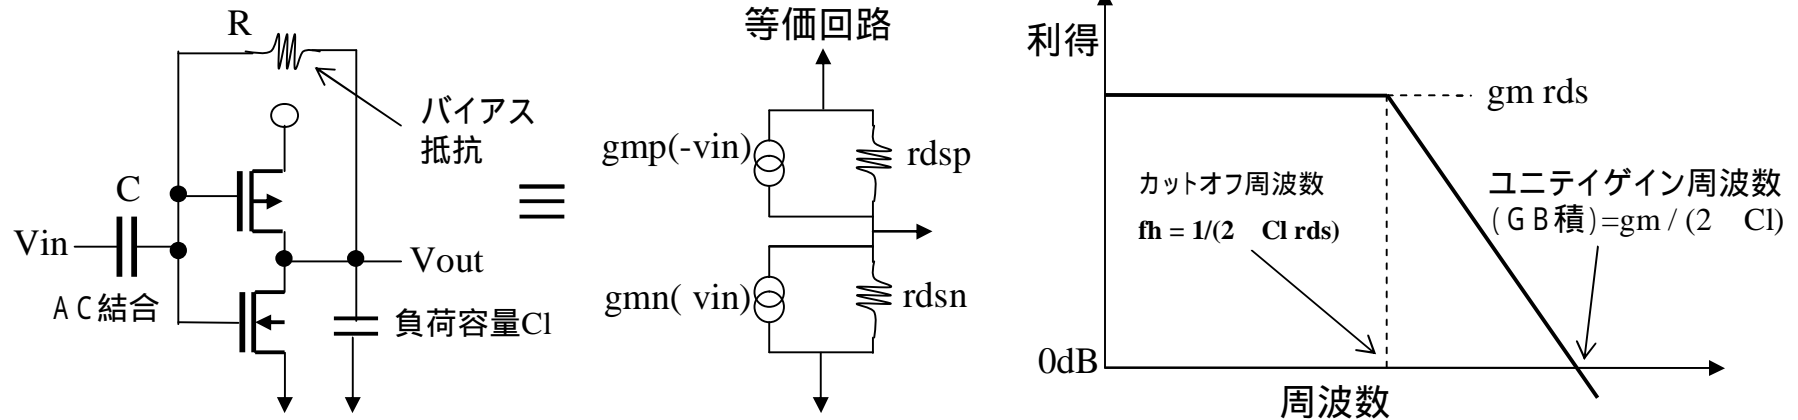 R
バイアス
抵抗
C
Vin
Vout
AC結合
負荷容量Cl
等価回路
gmp(-vin)
rdsp
gmn( vin)
rdsn
利得
gm rds
カットオフ周波数
fh = 1/(2 Cl rds)
ユニテイゲイン周波数
(GB積)=gm / (2 Cl)
0dB
周波数